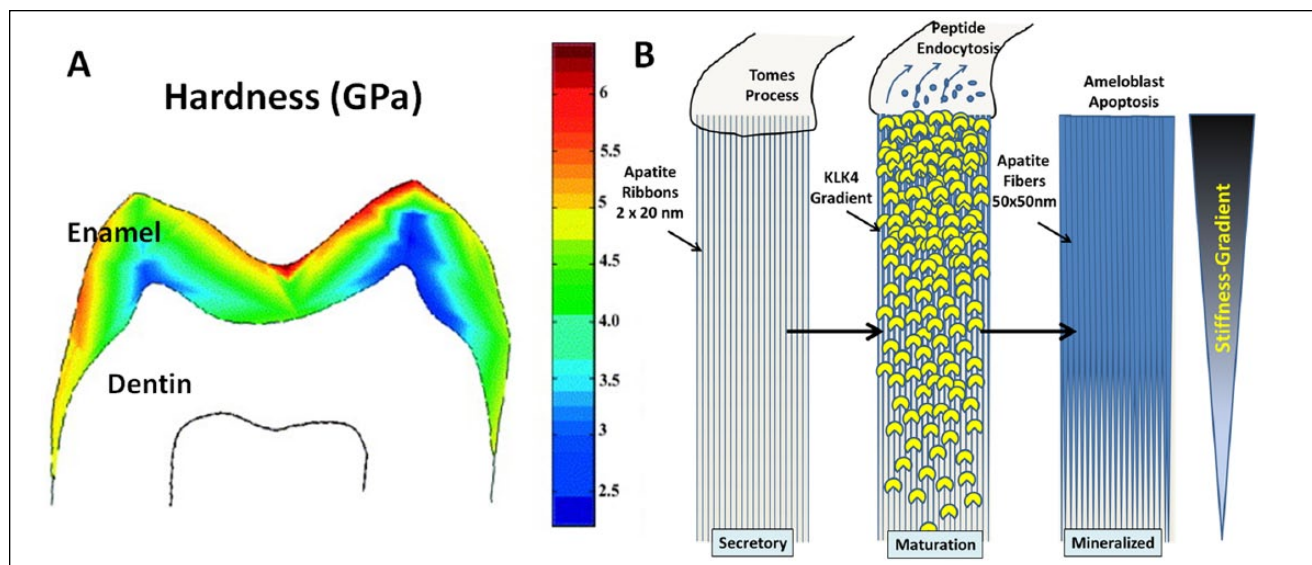 A
Hardness (GPa)
Enamel
Dentin
6
5.5
5
4.5
4.0
3.5
3
2.5
B
Tomes
Process
Peptide
Endocytosis
Ameloblast
Apoptosis
Apatite
Ribbons
2 x 20 nm
KLK4
Gradient
Apatite
Fibers
50x50nm
Stiffness-Gradient
Secretory
Maturation
Mineralized